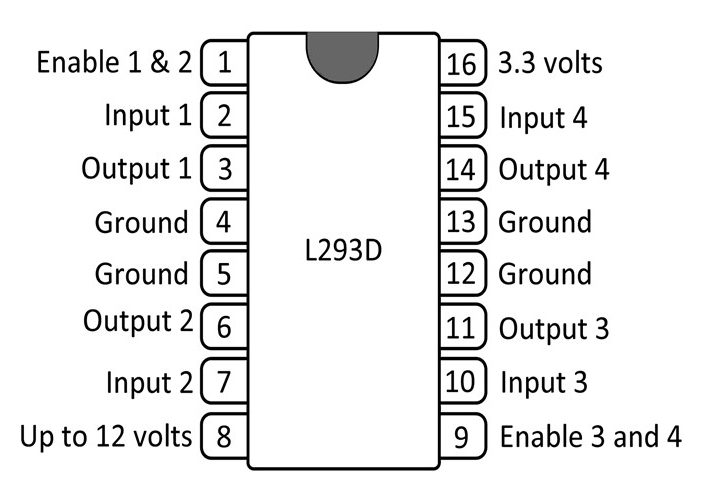 Enable 1 & 2 1 16 3.3 volts
Input 1 2 15 Input 4
Output 1 3 14 Output 4
Ground 4 13 Ground
L293D
Ground 5 12 Ground
Output 2 6 11 Output 3
Input 2 7 10 Input 3
Up to 12 volts 8 9 Enable 3 and 4